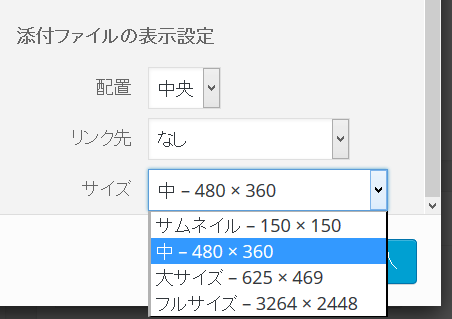 添付ファイルの表示設定
配置 中央
リンク先 なし
サイズ 中 – 480 × 360
サムネイル – 150 × 150
中 – 480 × 360
大サイズ – 625 × 469
フルサイズ – 3264 × 2448